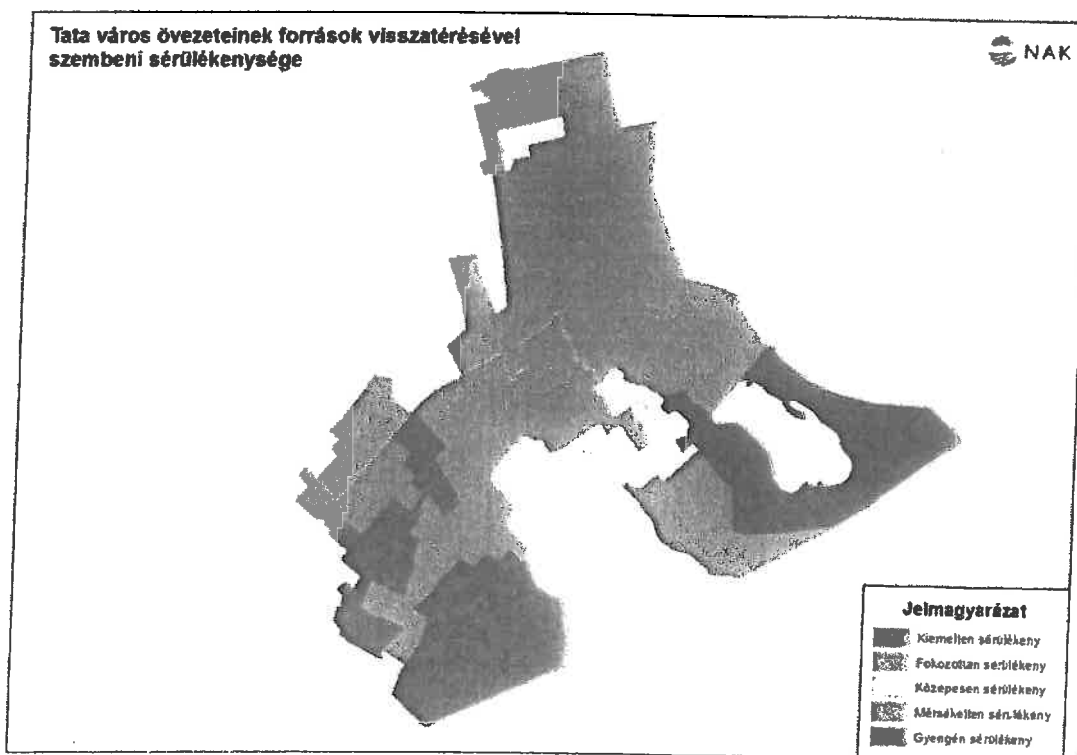 Tata város övezeteinek források visszatérésével
szembeni sérülékenysége
NAK
Jelmagyarázat
Kiemelten sérülékeny
Fokozottan sérülékeny
Közepesen sérülékeny
Mérsékelten sérülékeny
Gyengén sérülékeny